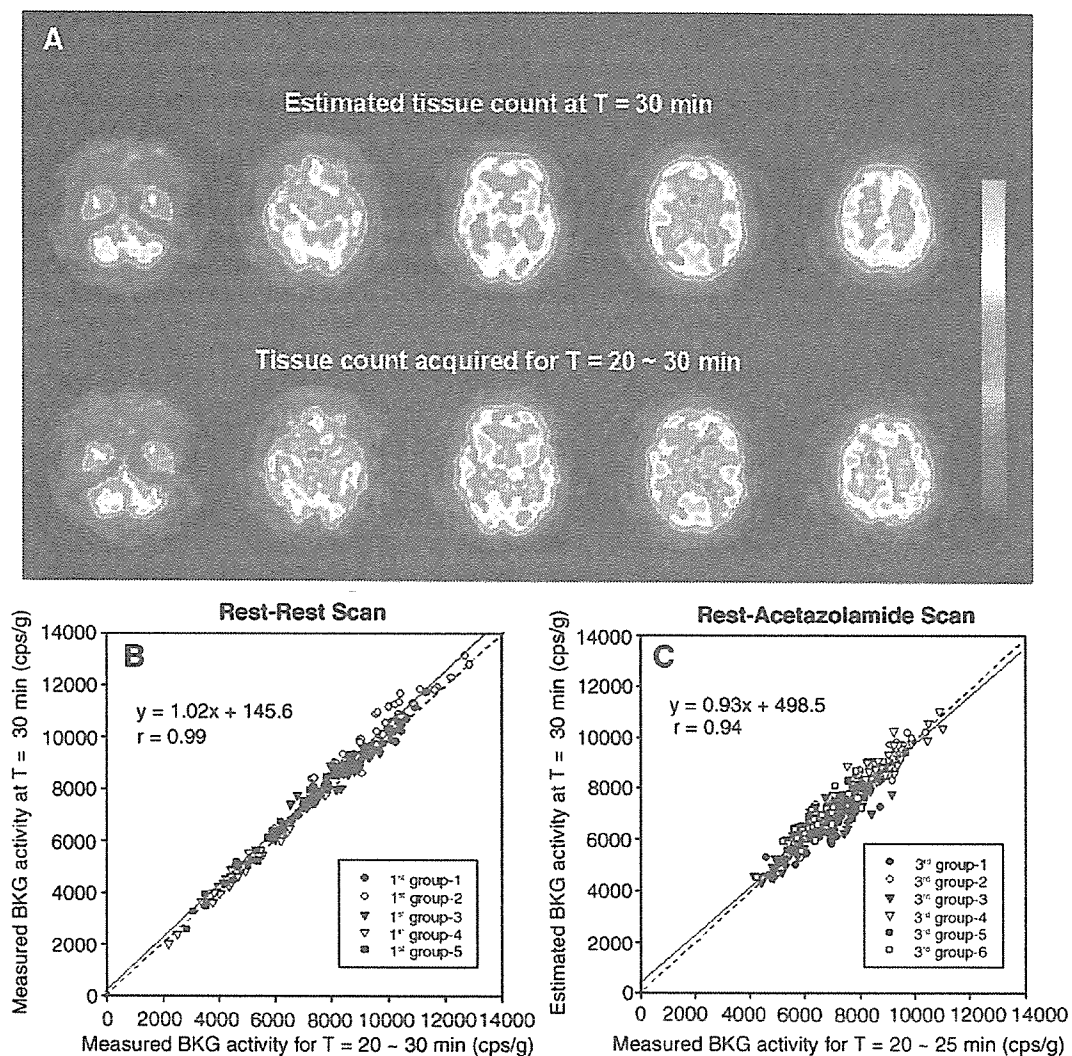 A
Estimated tissue count at T = 30 min
Tissue count acquired for T = 20 ~ 30 min
Rest-Rest Scan
B
y = 1.02x + 145.6
r = 0.99
14000
12000
10000
8000
6000
4000
2000
0
Measured BKG activity at T = 30 min (cps/g)
1st group-1
1st group-2
1st group-3
1st group-4
1st group-5
0 2000 4000 6000 8000 10000 12000 14000
Measured BKG activity for T = 20 ~ 30 min (cps/g)
Rest-Acetazolamide Scan
C
y = 0.93x + 498.5
r = 0.94
14000
12000
10000
8000
6000
4000
2000
0
Estimated BKG activity at T = 30 min (cps/g)
3rd group-1
3rd group-2
3rd group-3
3rd group-4
3rd group-5
3rd group-6
0 2000 4000 6000 8000 10000 12000 14000
Measured BKG activity for T = 20 ~ 25 min (cps/g)